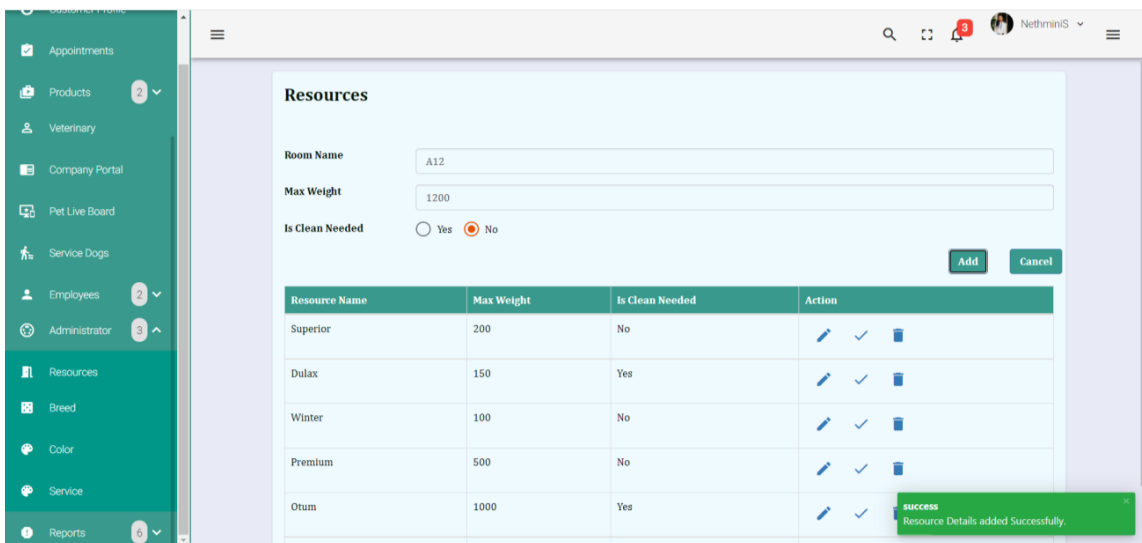 Customer Profile
Appointments
Products 2
Veterinary
Company Portal
Pet Live Board
Service Dogs
Employees 2
Administrator 3
Resources
Breed
Color
Service
Reports 6
3 NethminiS
Resources
Room Name A12
Max Weight 1200
Is Clean Needed Yes No
Add Cancel
Resource Name Max Weight Is Clean Needed Action
Superior 200 No
Dulax 150 Yes
Winter 100 No
Premium 500 No
Otum 1000 Yes
success ×
Resource Details added Successfully.